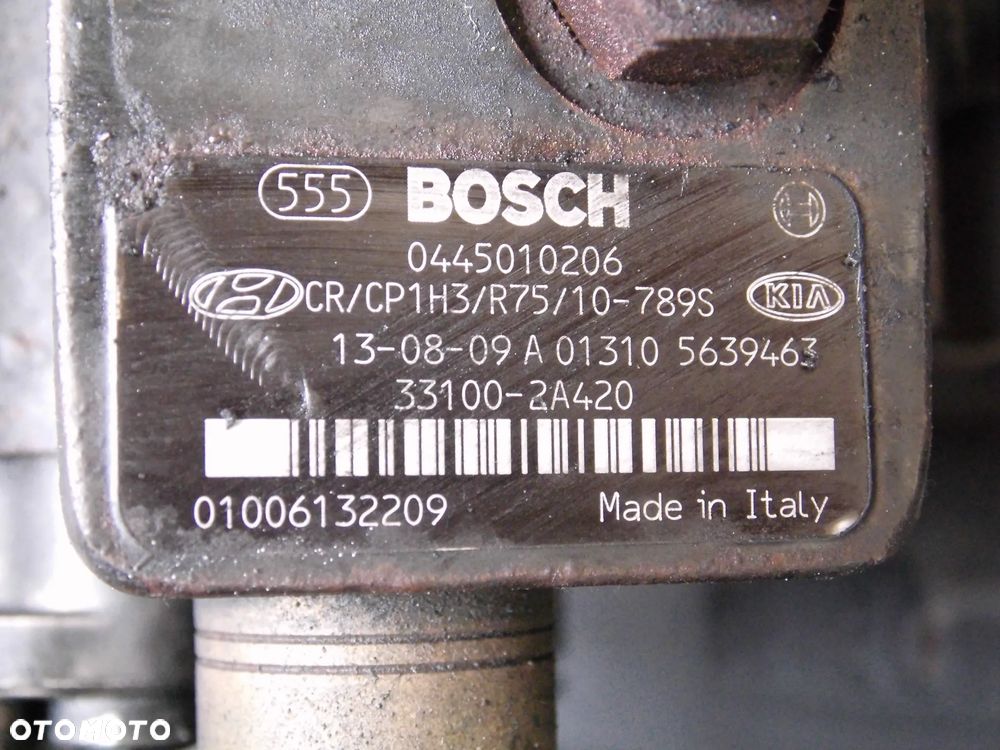 555 BOSCH
0445010206
CR/CP1H3/R75/10-789S KIA
13-08-09 A 01310 5639463
33100-2A420
01006132209 Made in Italy
OTOMOTO